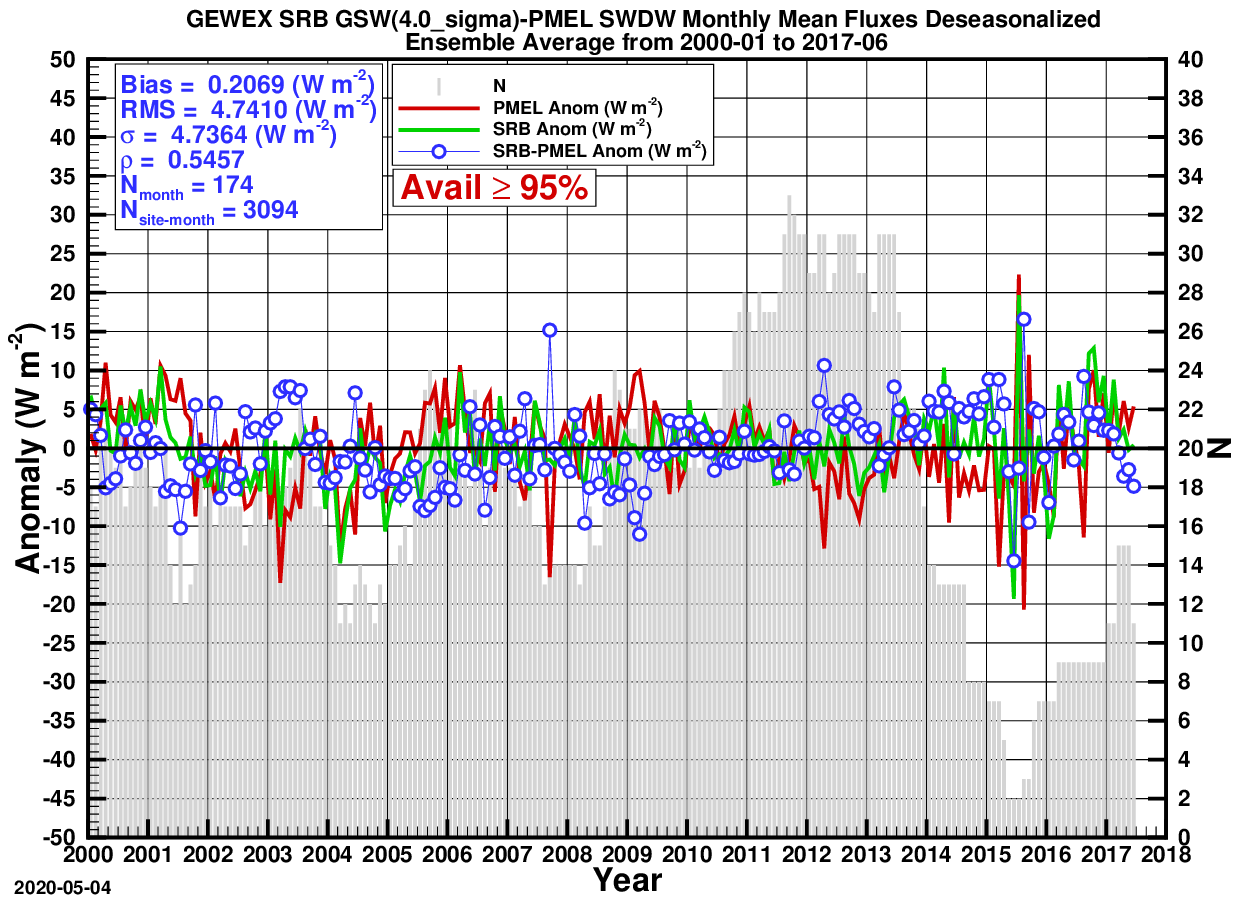 GEWEX SRB GSW(4.0_sigma)-PMEL SWDW Monthly Mean Fluxes Deseasonalized
Ensemble Average from 2000-01 to 2017-06
Bias = 0.2069 (W m-2)
RMS = 4.7410 (W m-2)
σ = 4.7364 (W m-2)
ρ = 0.5457
Nmonth = 174
Nsite-month = 3094
N
PMEL Anom (W m-2)
SRB Anom (W m-2)
SRB-PMEL Anom (W m-2)
Avail ≥ 95%
Anomaly (W m-2)
50
45
40
35
30
25
20
15
10
5
0
-5
-10
-15
-20
-25
-30
-35
-40
-45
-50
40
38
36
34
32
30
28
26
24
22
20
18
16
14
12
10
8
6
4
2
0
N
2000 2001 2002 2003 2004 2005 2006 2007 2008 2009 2010 2011 2012 2013 2014 2015 2016 2017 2018
Year
2020-05-04